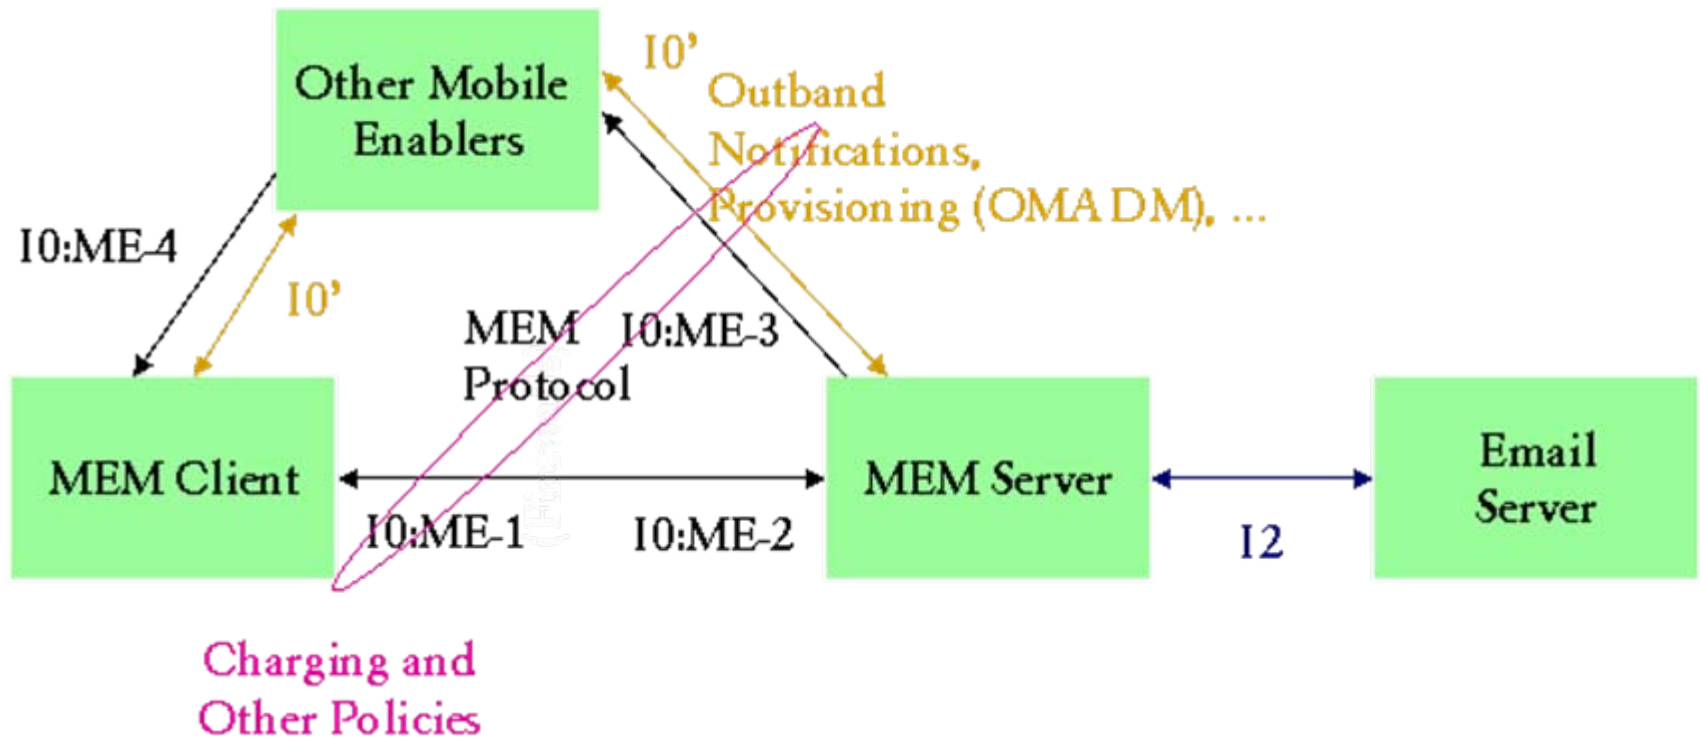 I0’
Other Mobile
Enablers
Outband
Notifications,
Provisioning (OMA DM), ...
I0:ME-4
I0’
MEM
Protocol
I0:ME-3
MEM Client
MEM Server
Email
Server
I0:ME-1
I0:ME-2
I2
Charging and
Other Policies